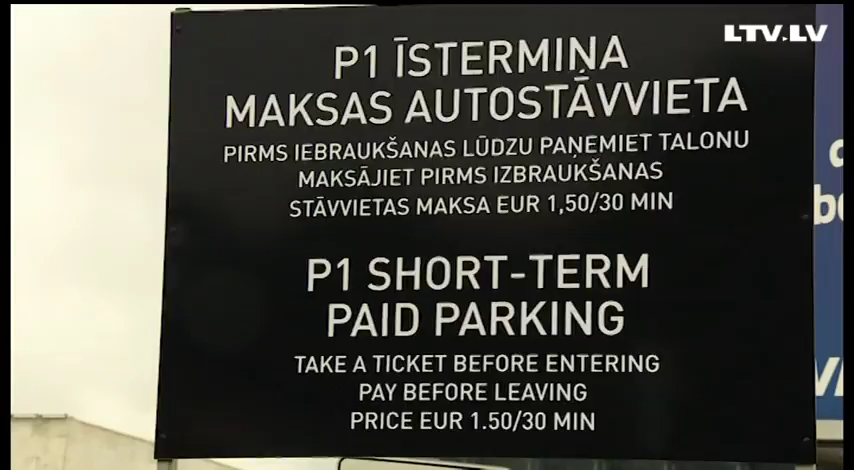 LTV.LV
P1 ĪSTERMIŅA
MAKSAS AUTOSTĀVVIETA
PIRMS IEBRAUKŠANAS LŪDZU PAŅEMIET TALONU
MAKSĀJIET PIRMS IZBRAUKŠANAS
STĀVVIETAS MAKSA EUR 1,50/30 MIN
P1 SHORT-TERM
PAID PARKING
TAKE A TICKET BEFORE ENTERING
PAY BEFORE LEAVING
PRICE EUR 1.50/30 MIN